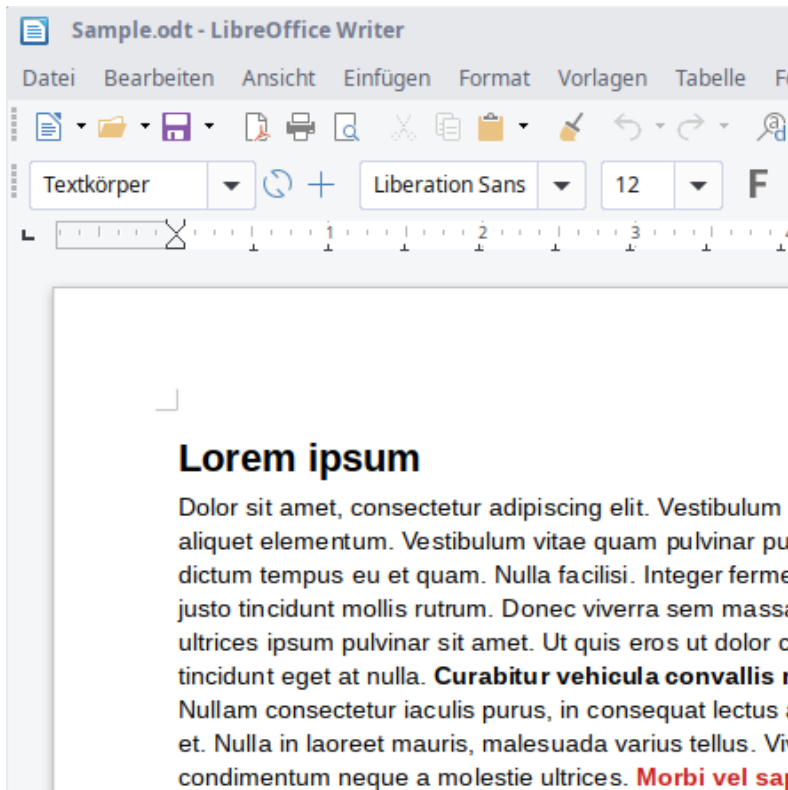 Sample.odt - LibreOffice Writer
Datei Bearbeiten Ansicht Einfügen Format Vorlagen Tabelle
Textkörper Liberation Sans 12 F
1 2 3
Lorem ipsum
Dolor sit amet, consectetur adipiscing elit. Vestibulum
aliquet elementum. Vestibulum vitae quam pulvinar
dictum tempus eu et quam. Nulla facilisi. Integer
justo tincidunt mollis rutrum. Donec viverra sem
ultrices ipsum pulvinar sit amet. Ut quis eros ut dolor
tincidunt eget at nulla. Curabitur vehicula convallis
Nullam consectetur iaculis purus, in consequat lectus
et. Nulla in laoreet mauris, malesuada varius tellus.
condimentum neque a molestie ultrices. Morbi vel